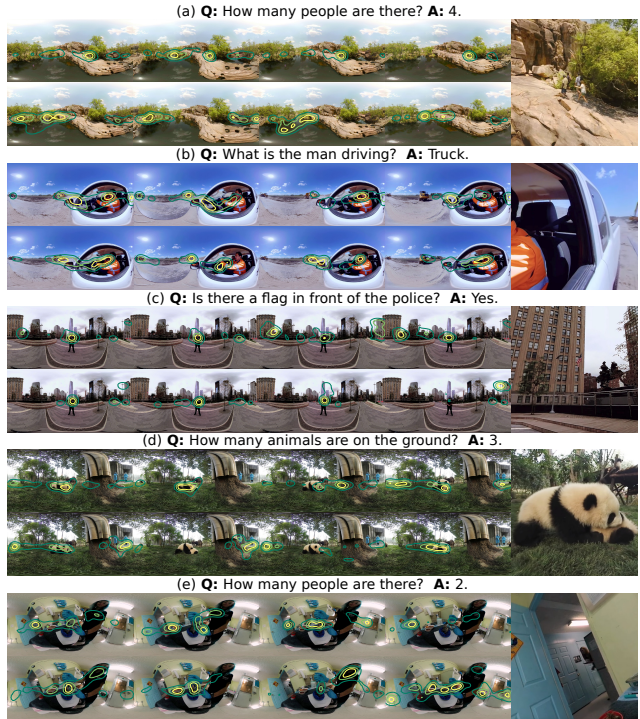 (a) Q: How many people are there? A: 4.
(b) Q: What is the man driving? A: Truck.
(c) Q: Is there a flag in front of the police? A: Yes.
(d) Q: How many animals are on the ground? A: 3.
(e) Q: How many people are there? A: 2.